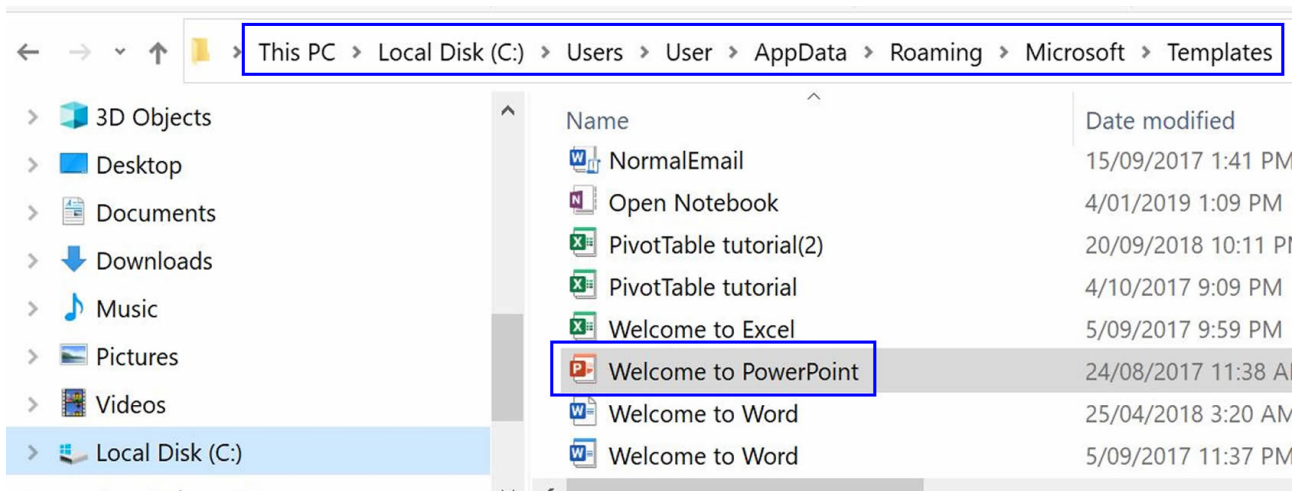 This PC > Local Disk (C:) > Users > User > AppData > Roaming > Microsoft > Templates
3D Objects
Desktop
Documents
Downloads
Music
Pictures
Videos
Local Disk (C:)
Name Date modified
NormalEmail 15/09/2017 1:41 PM
Open Notebook 4/01/2019 1:09 PM
PivotTable tutorial(2) 20/09/2018 10:11
PivotTable tutorial 4/10/2017 9:09 PM
Welcome to Excel 5/09/2017 9:59 PM
Welcome to PowerPoint 24/08/2017 11:38
Welcome to Word 25/04/2018 3:20 AM
Welcome to Word 5/09/2017 11:37 PM